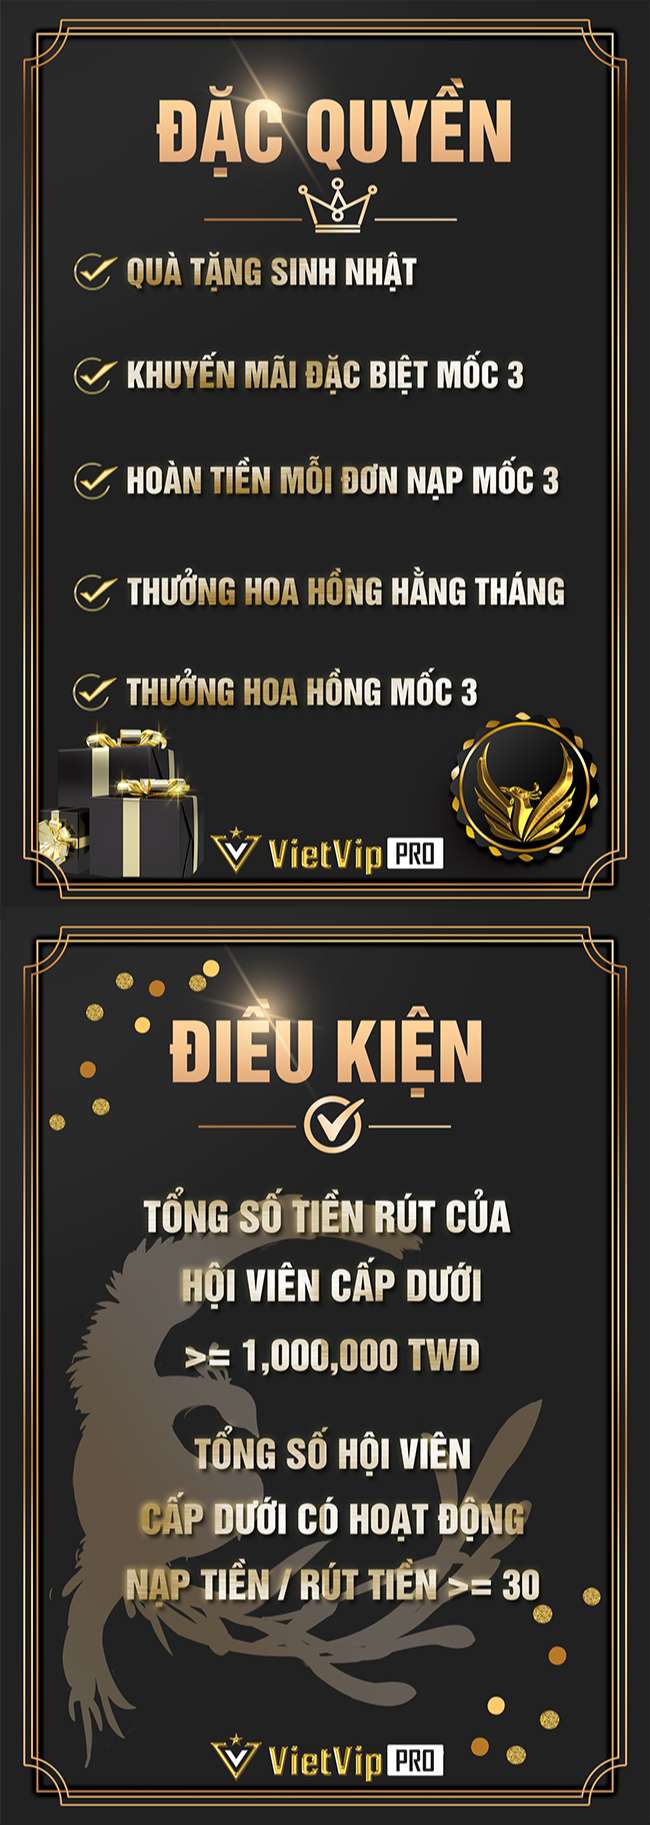 ĐẶC QUYỀN
QUÀ TẶNG SINH NHẬT
KHUYẾN MÃI ĐẶC BIỆT MỐC 3
HOÀN TIỀN MỖI ĐƠN NẠP MỐC 3
THƯỞNG HOA HỒNG HẰNG THÁNG
THƯỞNG HOA HỒNG MỐC 3
VietVip PRO
ĐIỀU KIỆN
TỔNG SỐ TIỀN RÚT CỦA
HỘI VIÊN CẤP DƯỚI
>= 1,000,000 TWD
TỔNG SỐ HỘI VIÊN
CẤP DƯỚI CÓ HOẠT ĐỘNG
NẠP TIỀN / RÚT TIỀN >= 30
VietVip PRO